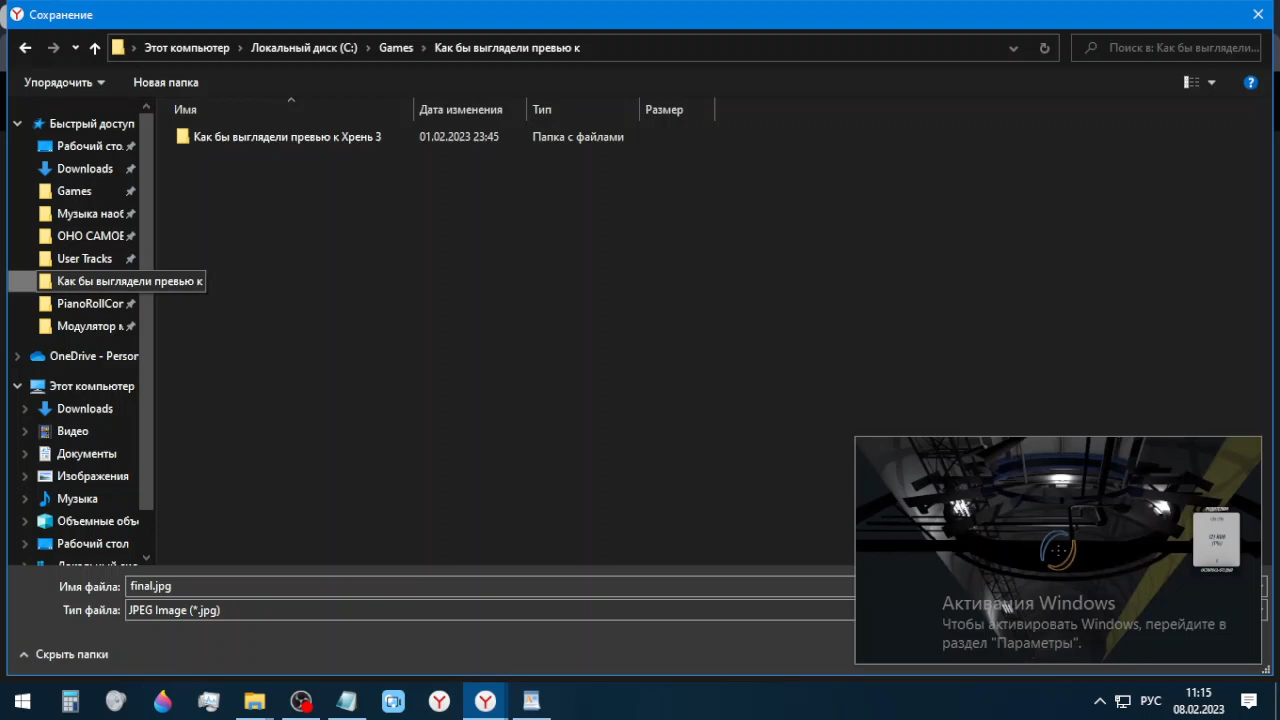 Сохранение
Этот компьютер › Локальный диск (C:) › Games › Как бы выглядели превью к
Поиск в: Как бы выглядели...
Упорядочить
Новая папка
Имя
Дата изменения
Тип
Размер
Как бы выглядели превью к Хрень 3
01.02.2023 23:45
Папка с файлами
Быстрый доступ
Рабочий сто.
Downloads
Games
Музыка наоб
ОНО САМОЕ
User Tracks
Как бы выглядели превью к
PianoRollCor
Модулятор м
OneDrive - Person
Этот компьютер
Downloads
Видео
Документы
Изображения
Музыка
Объемные объ
Рабочий стол
Имя файла:
final.jpg
Тип файла:
JPEG Image (*.jpg)
Активация Windows
Чтобы активировать Windows, перейдите в
раздел "Параметры".
Скрыть папки
РУС
11:15
08.02.2023